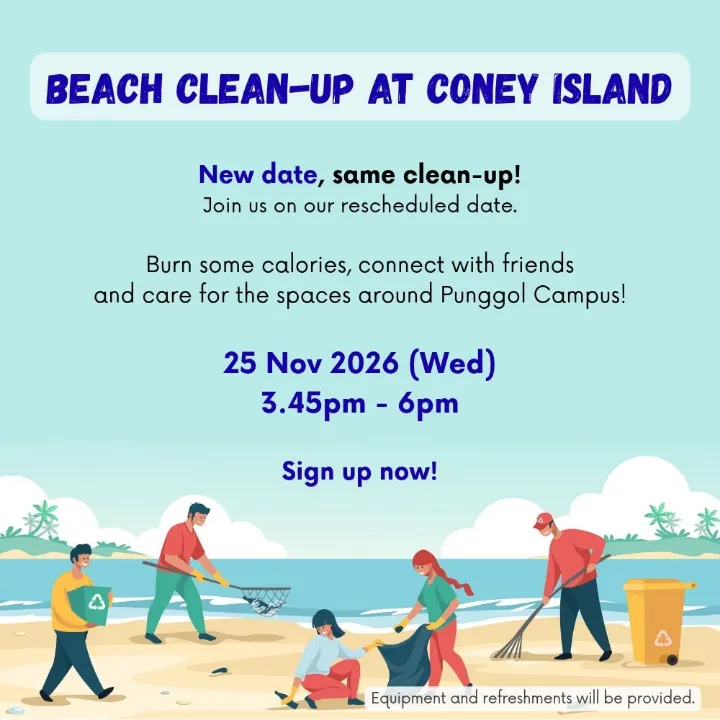 BEACH CLEAN-UP AT CONEY ISLAND
New date, same clean-up!
Join us on our rescheduled date.
Burn some calories, connect with friends
and care for the spaces around Punggol Campus!
25 Nov 2026 (Wed)
3.45pm - 6pm
Sign up now!
Equipment and refreshments will be provided.